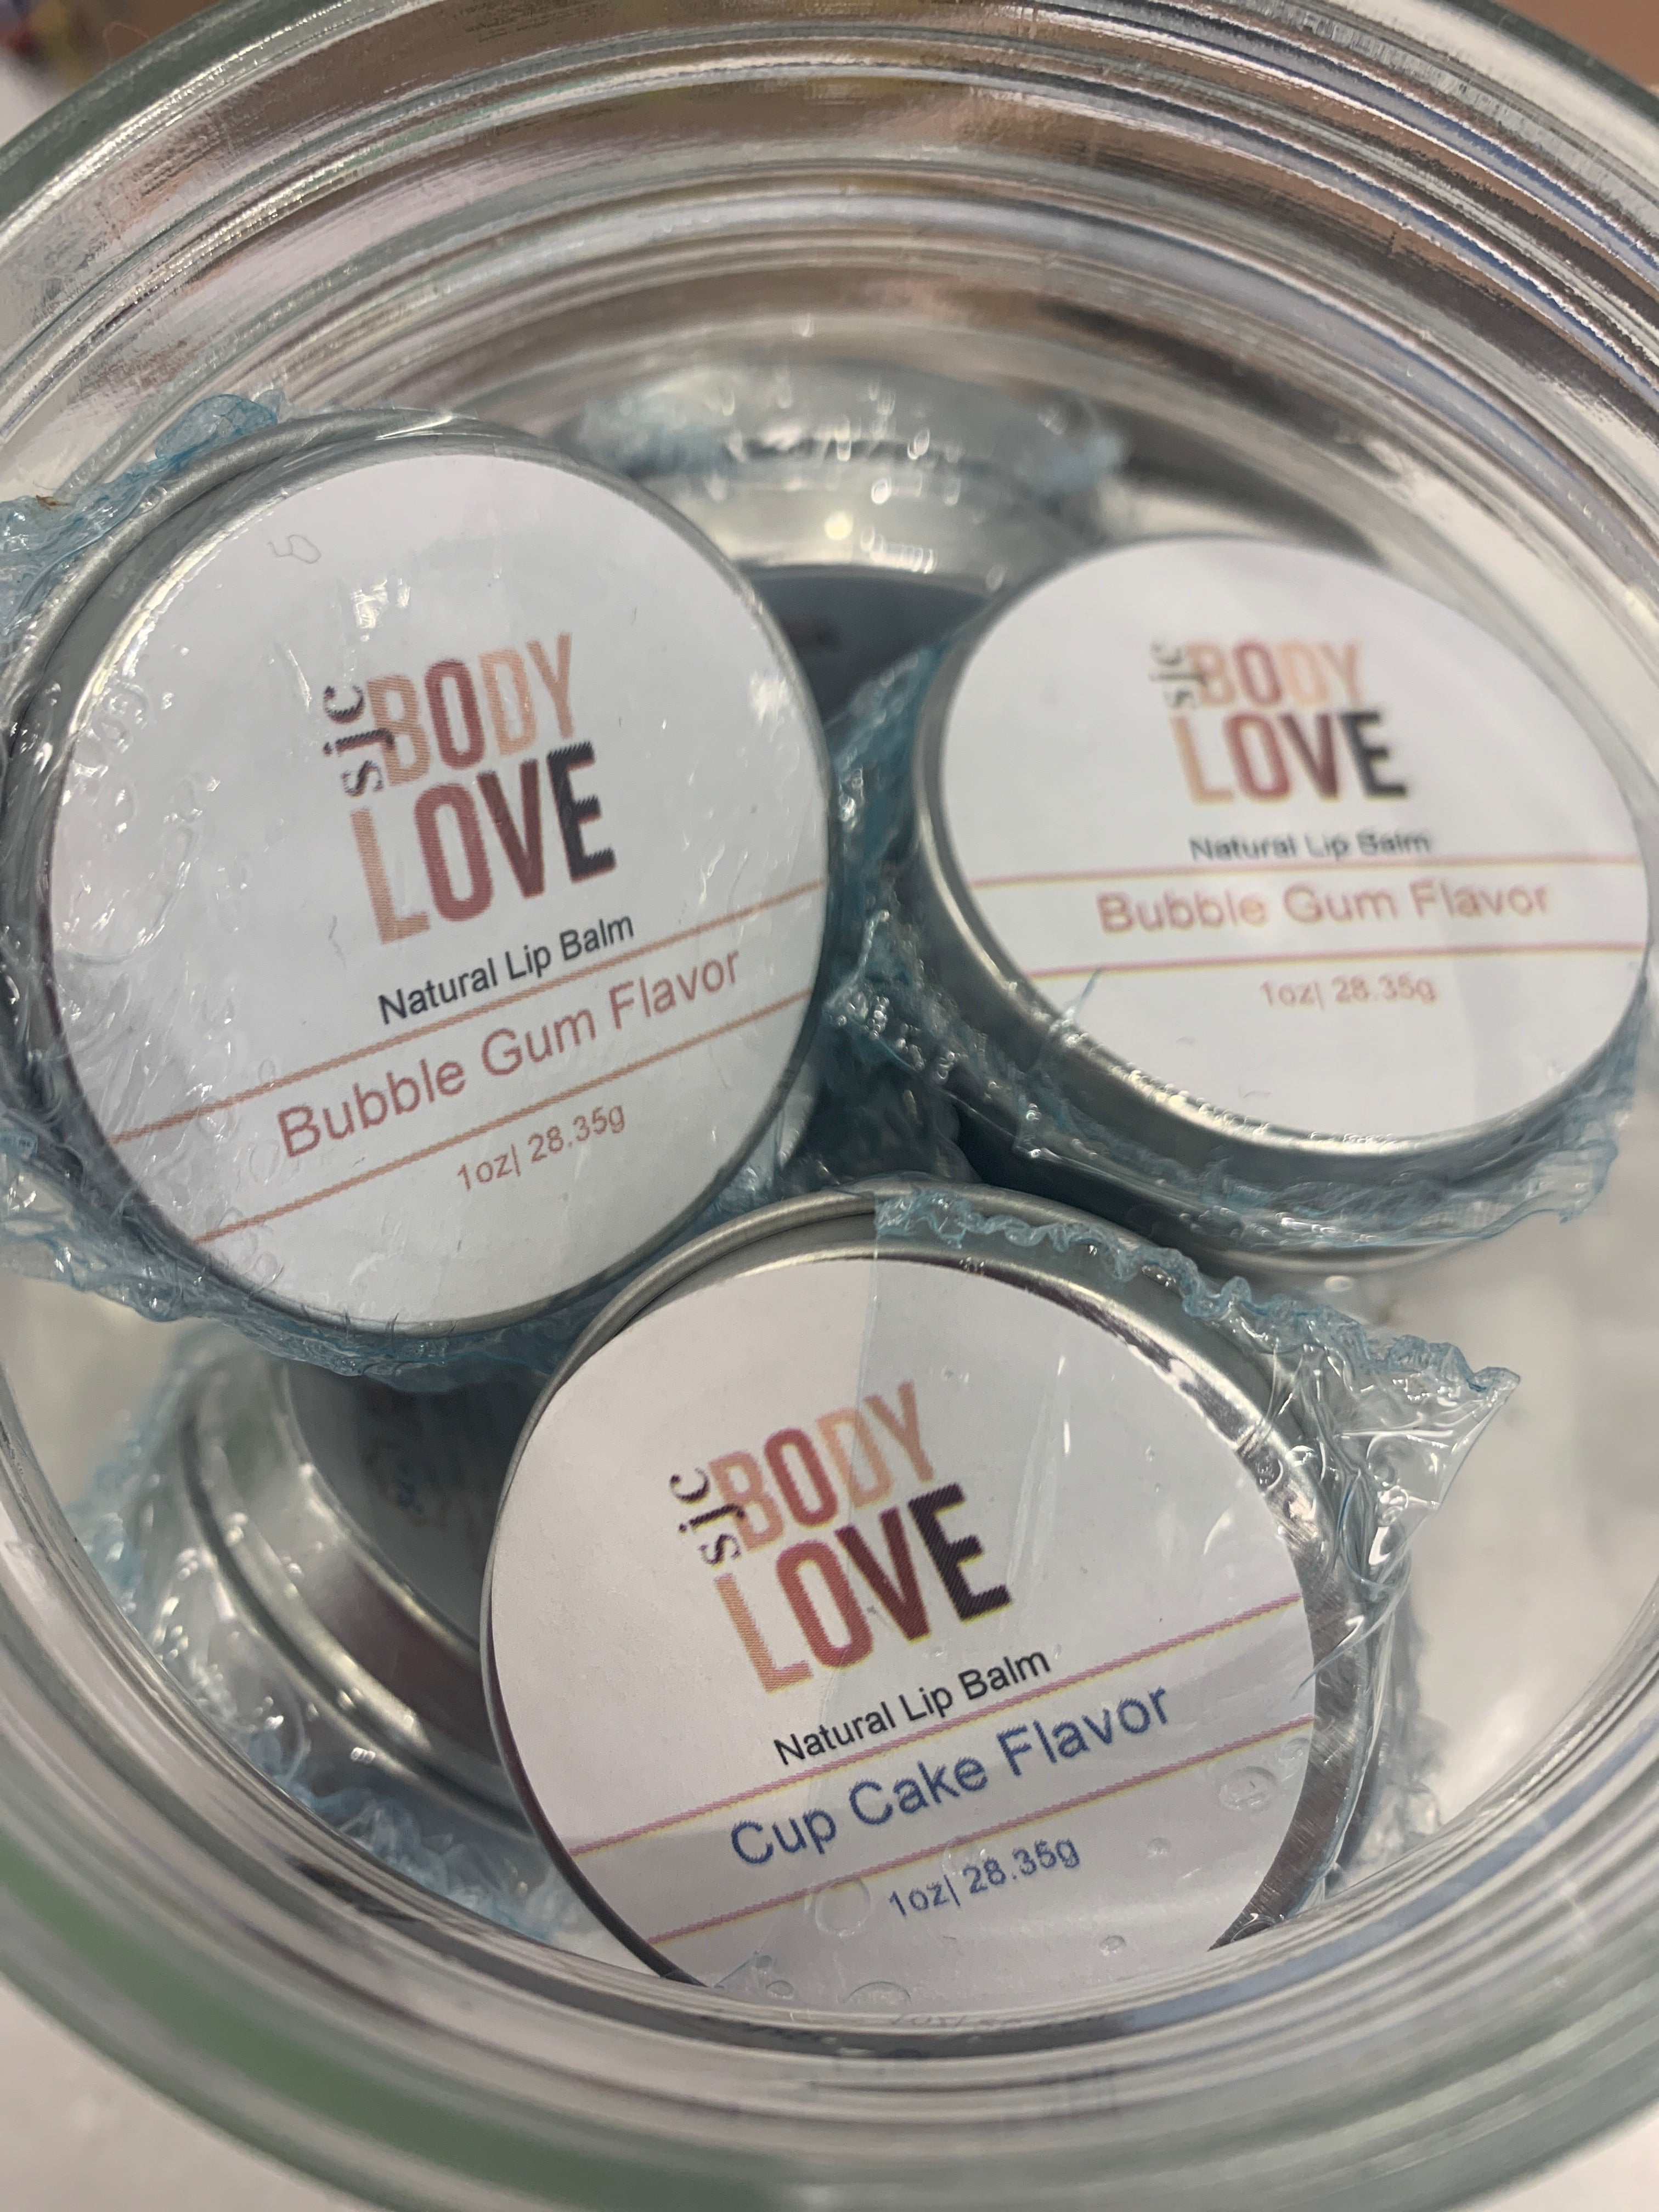 sjc
BODY
LOVE
Natural Lip Balm
Bubble Gum Flavor
1oz| 28.35g
sjc
BODY
LOVE
Natural Lip Balm
Bubble Gum Flavor
1oz| 28.35g
sjc
BODY
LOVE
Natural Lip Balm
Cup Cake Flavor
1oz| 28.35g